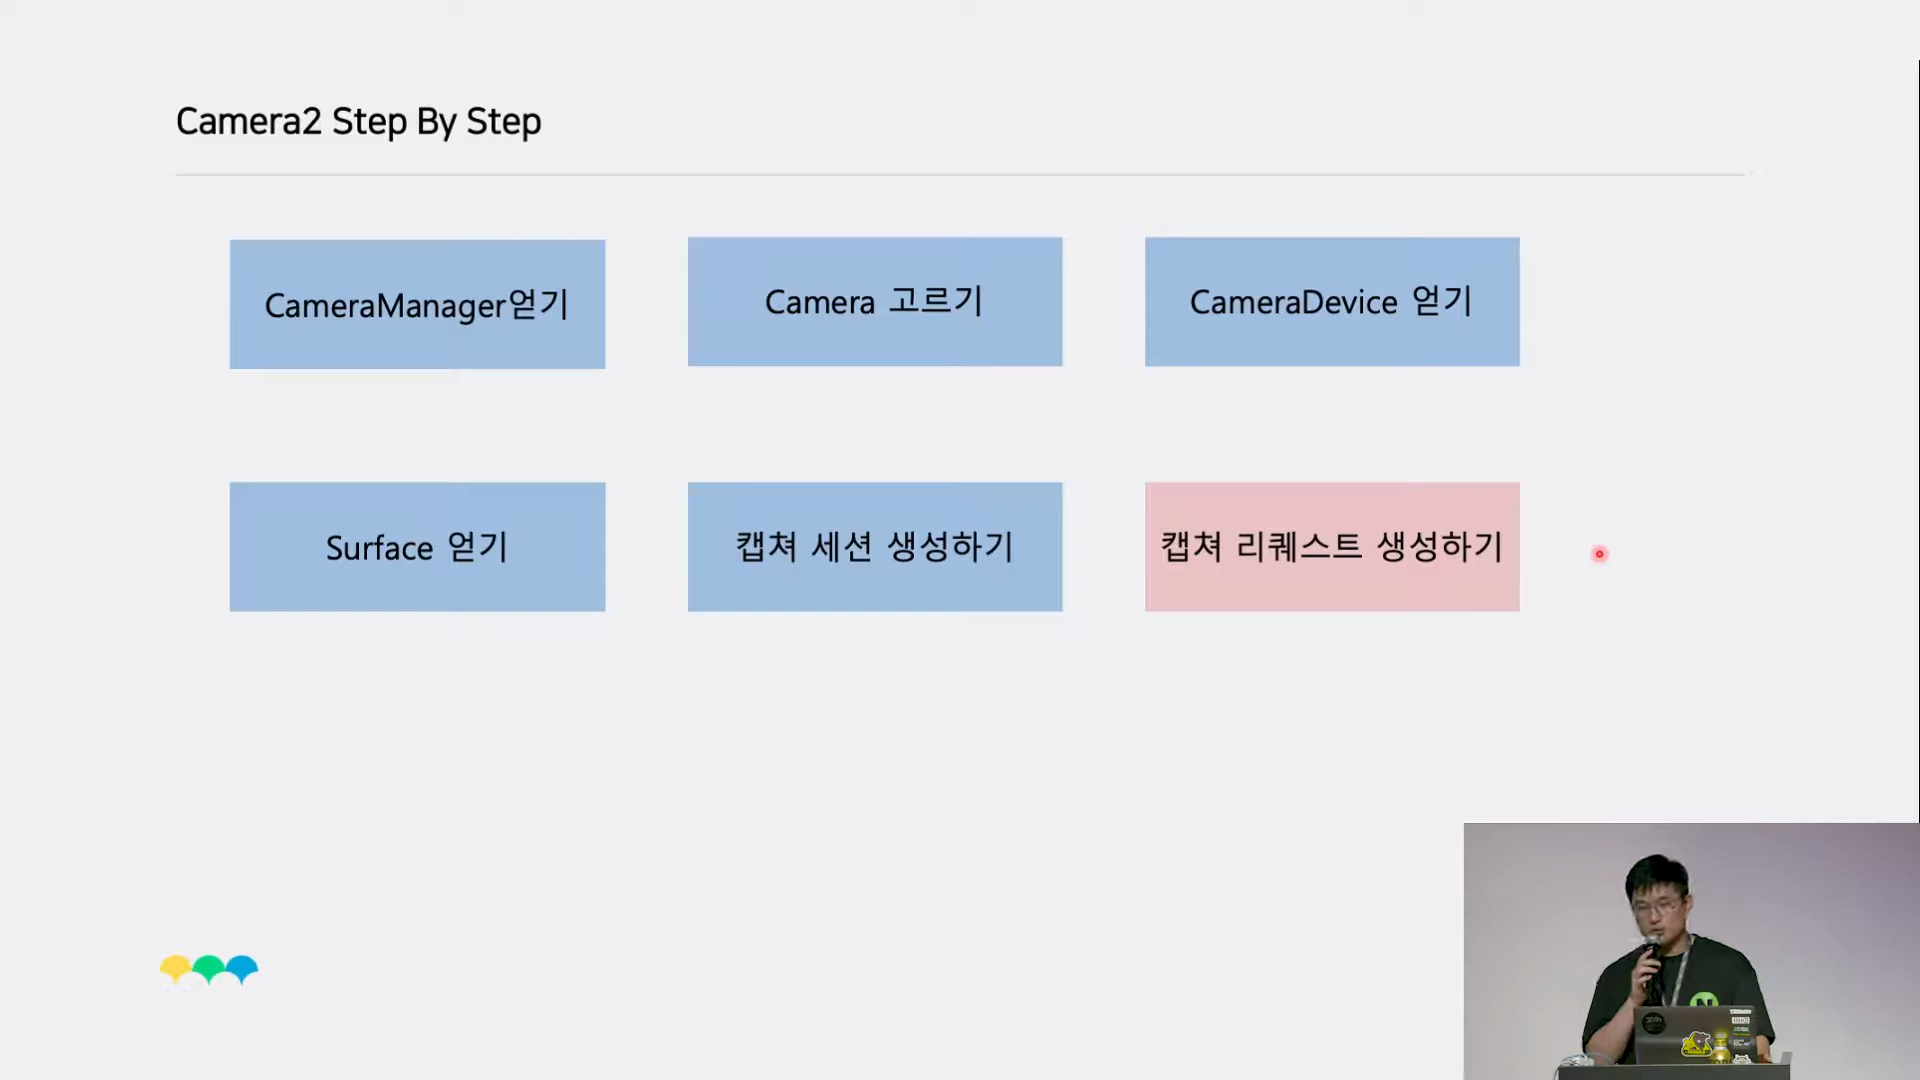 Camera2 Step By Step
CameraManager얻기
Camera 고르기
CameraDevice 얻기
Surface 얻기
캡쳐 세션 생성하기
캡쳐 리퀘스트 생성하기